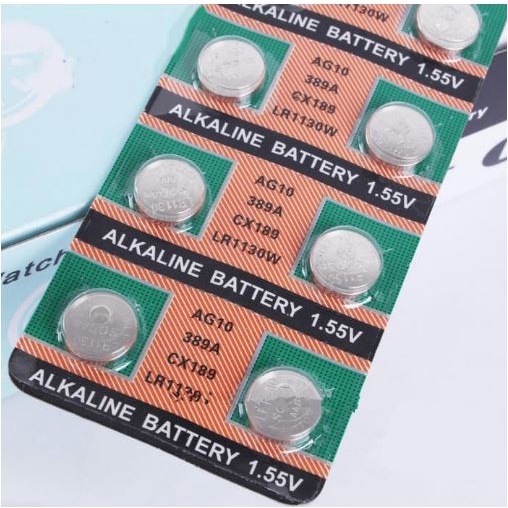 ALKALINE BATTERY 1.55V
AG10
389A
CX189
LR1130W
ALKALINE BATTERY 1.55V
AG10
389A
CX189
LR1130W
ALKALINE BATTERY 1.55V
AG10
389A
CX189
ALKALINE BATTERY 1.55V